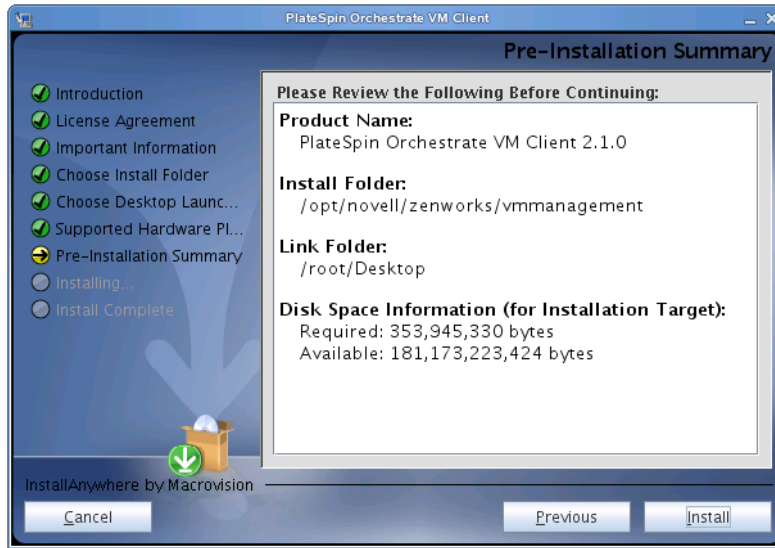 PlateSpin Orchestrate VM Client
Pre-Installation Summary
Introduction
License Agreement
Important Information
Choose Install Folder
Choose Desktop Launc...
Supported Hardware Pl...
Pre-Installation Summary
Installing...
Install Complete
Please Review the Following Before Continuing:
Product Name:
PlateSpin Orchestrate VM Client 2.1.0
Install Folder:
/opt/novell/zenworks/vmmanagement
Link Folder:
/root/Desktop
Disk Space Information (for Installation Target):
Required: 353,945,330 bytes
Available: 181,173,223,424 bytes
InstallAnywhere by Macrovision
Cancel
Previous
Install